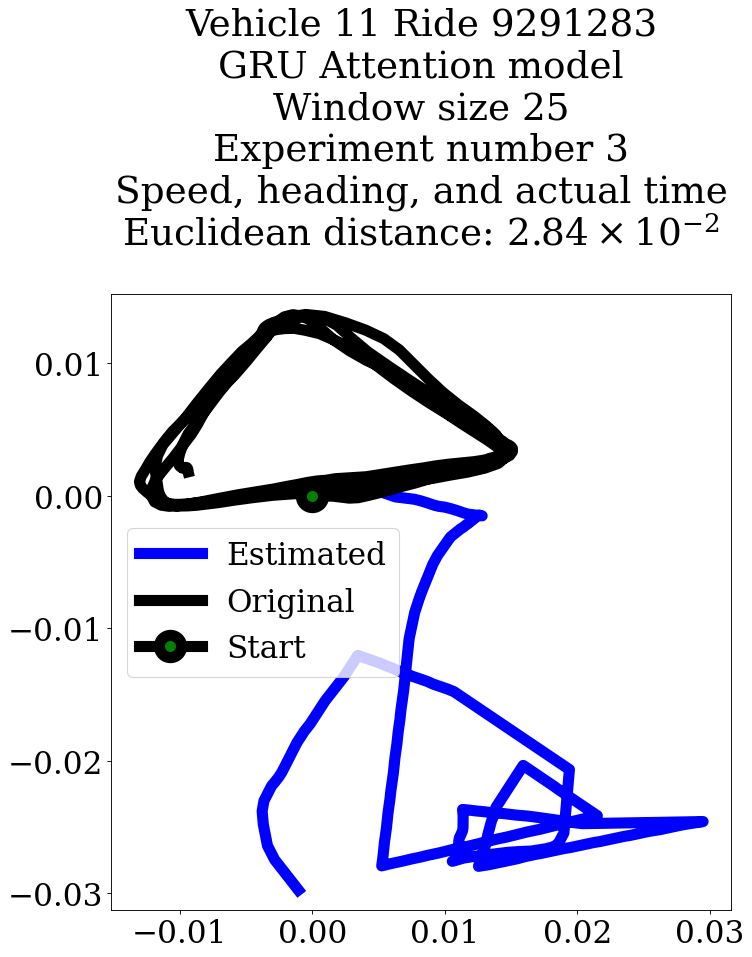 Vehicle 11 Ride 9291283
GRU Attention model
Window size 25
Experiment number 3
Speed, heading, and actual time
Euclidean distance: 2.84 × 10⁻²
0.01
0.00
−0.01
−0.02
−0.03
Estimated
Original
Start
−0.01 0.00 0.01 0.02 0.03